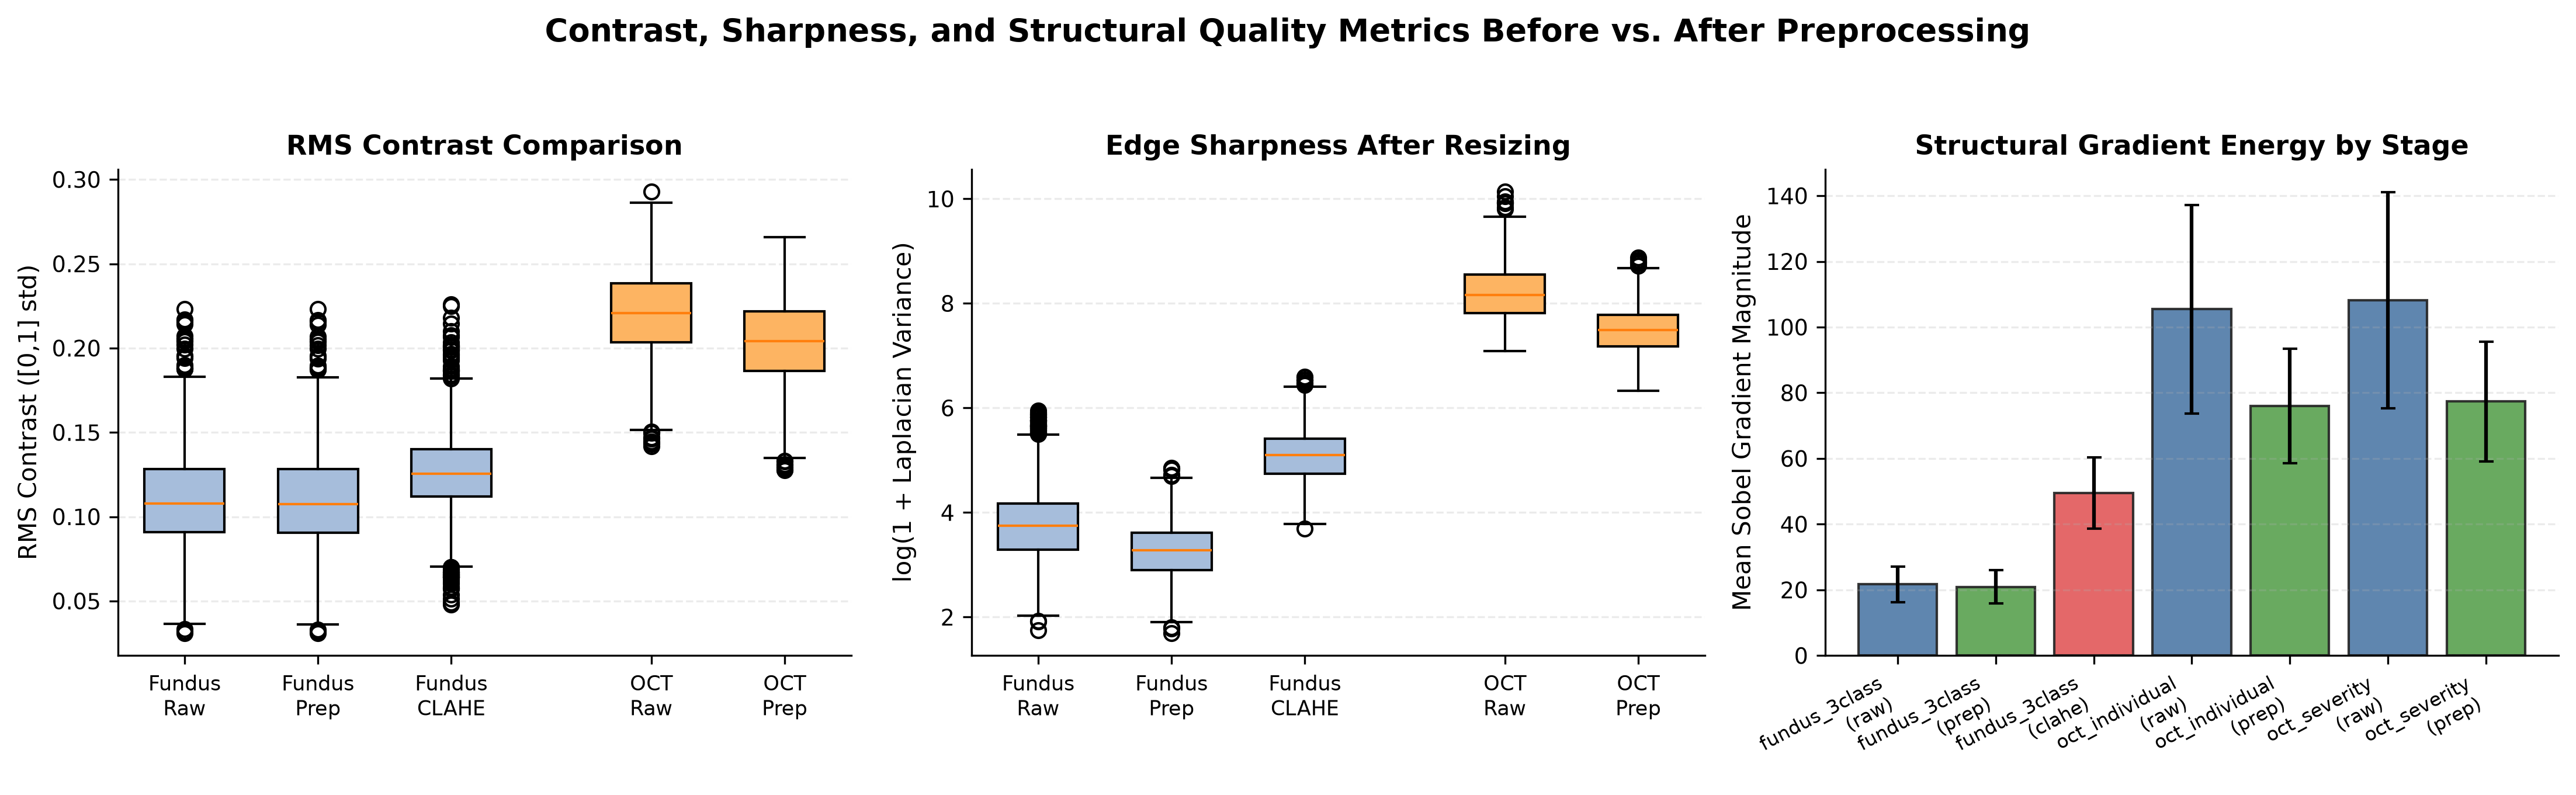 Contrast, Sharpness, and Structural Quality Metrics Before vs. After Preprocessing
RMS Contrast Comparison
RMS Contrast ([0,1] std)
0.30
0.25
0.20
0.15
0.10
0.05
Fundus
Raw
Fundus
Prep
Fundus
CLAHE
OCT
Raw
OCT
Prep
Edge Sharpness After Resizing
log(1 + Laplacian Variance)
10
8
6
4
2
Fundus
Raw
Fundus
Prep
Fundus
CLAHE
OCT
Raw
OCT
Prep
Structural Gradient Energy by Stage
Mean Sobel Gradient Magnitude
140
120
100
80
60
40
20
0
fundus_3class
(raw)
fundus_3class
(prep)
fundus_3class
(clahe)
oct_individual
(raw)
oct_individual
(prep)
oct_severity
(raw)
oct_severity
(prep)